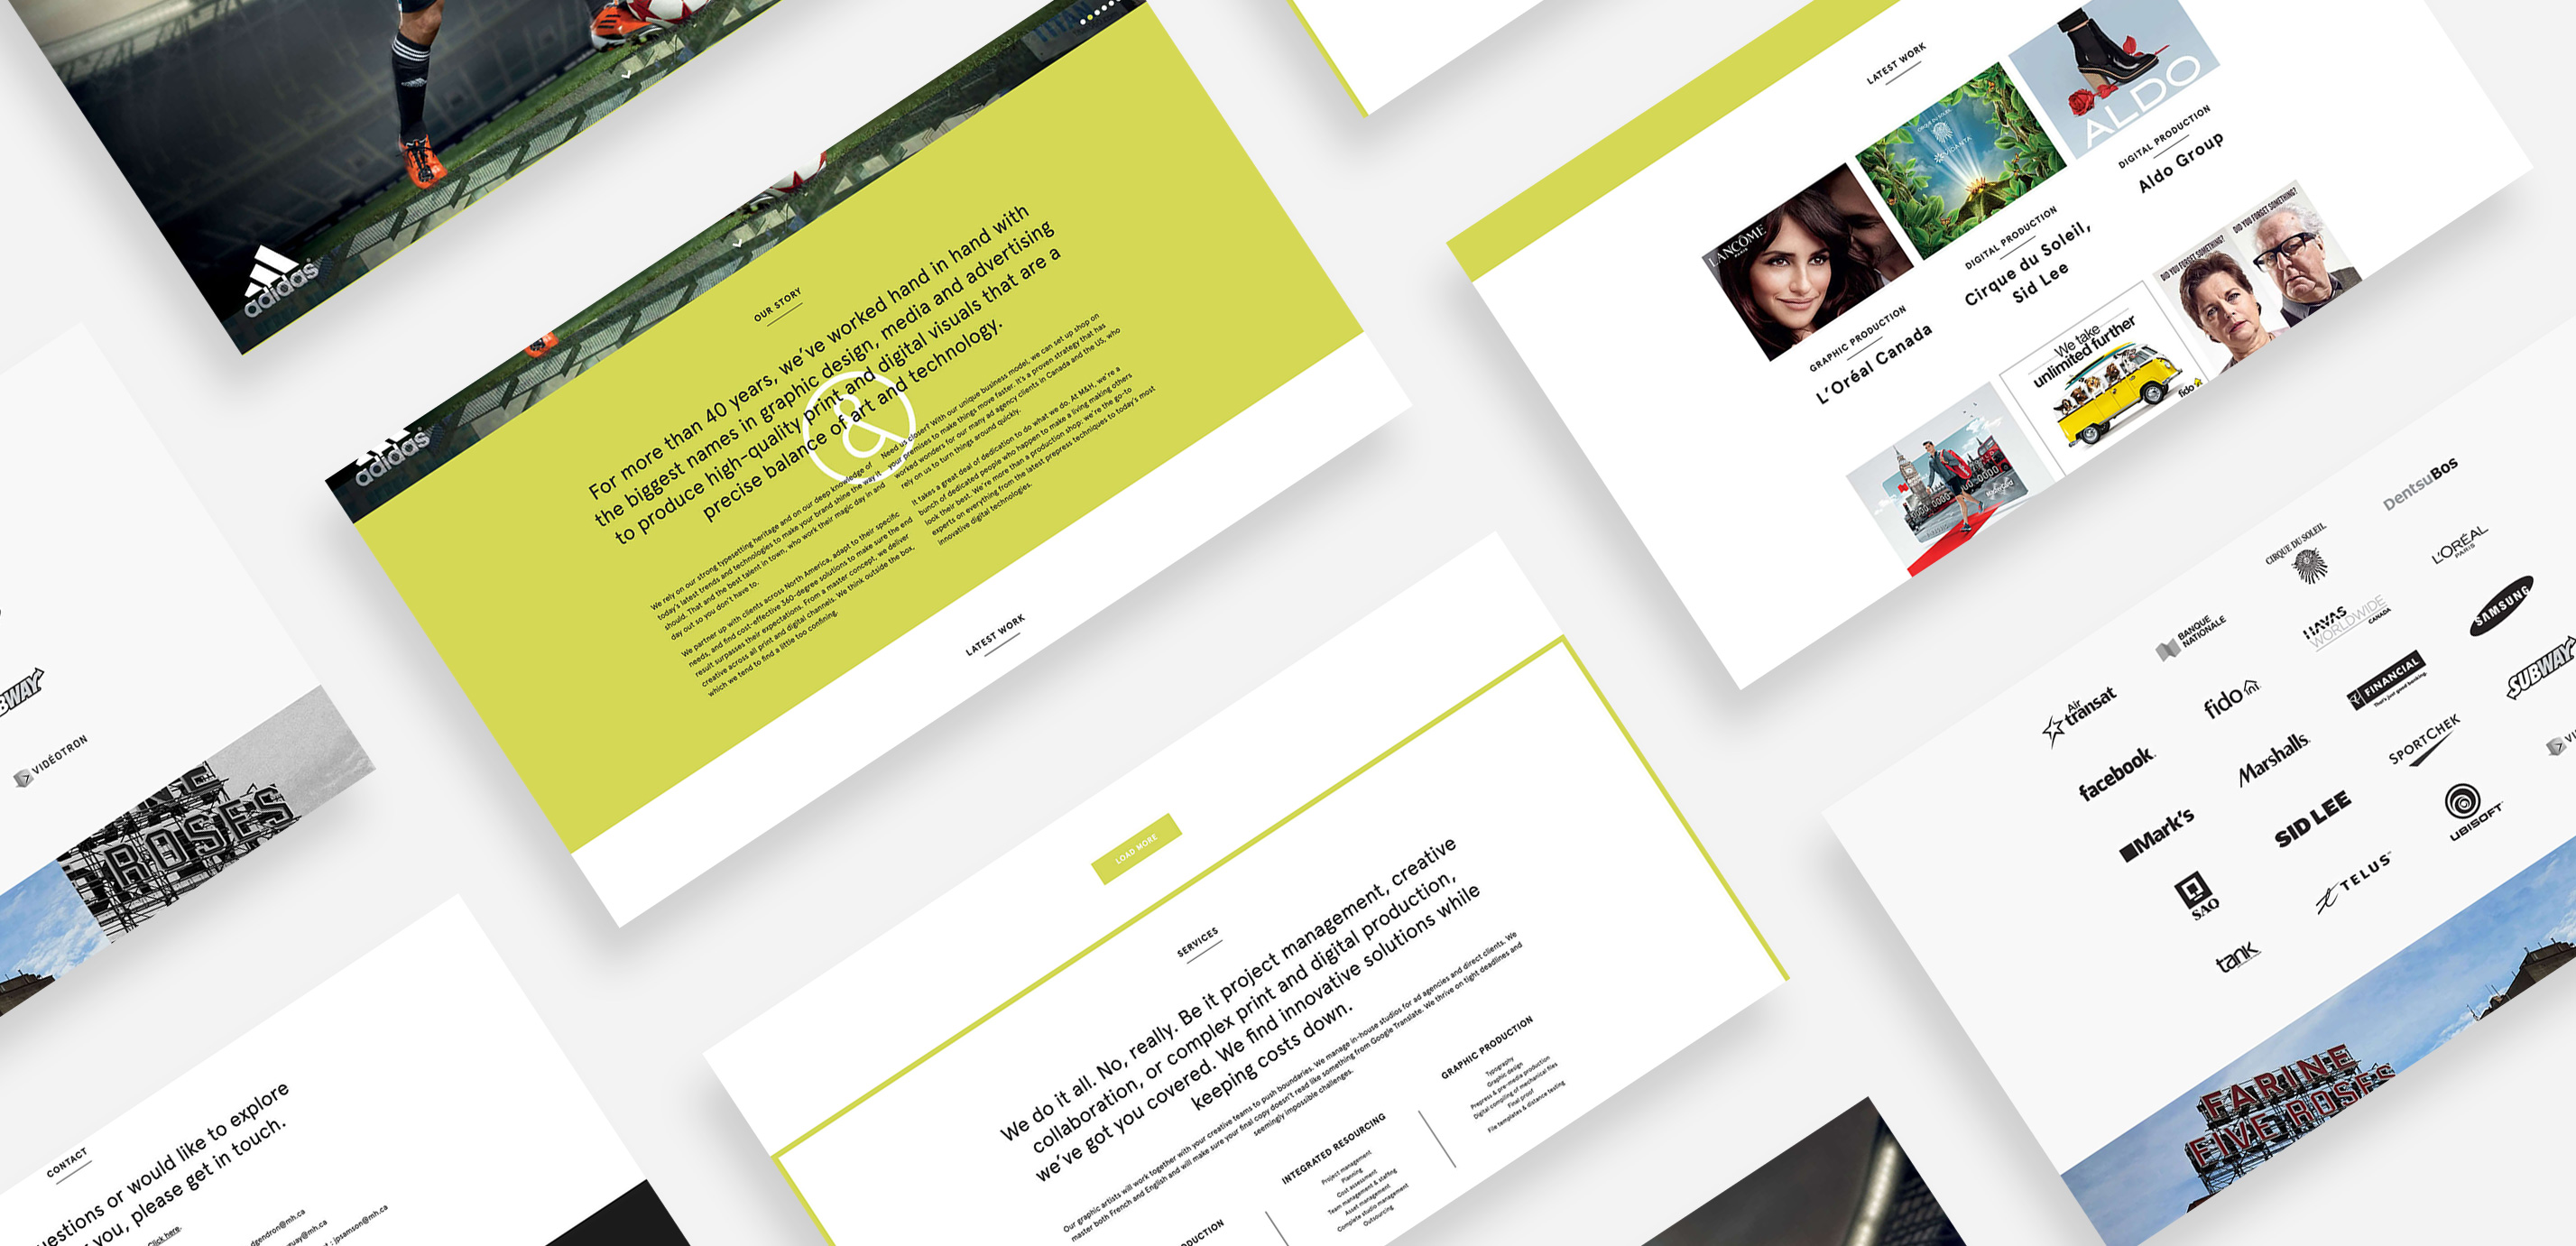 adidas
adidas
OUR STORY
For more than 40 years, we've worked hand in hand with
the biggest names in graphic design, media and advertising
to produce high-quality print and digital visuals that are a
precise balance of art and technology.
&
We rely on our strong typesetting heritage and on our deep knowledge of
today's latest trends and technologies to make your brand shine the way it
should. That and the best talent in town, who work their magic day in and
day out so you don't have to.
We partner up with clients across North America, adapt to their specific
needs, and find cost-effective 360-degree solutions to make sure the end
result surpasses their expectations. From a master concept, we deliver
creative across all print and digital channels. We think outside the box,
which we tend to find a little too confining.
Need us closer? With our unique business model, we can set up shop on
your premises to make things move faster. It's a proven strategy that has
worked wonders for our many ad agency clients in Canada and the US, who
rely on us to turn things around quickly.
It takes a great deal of dedication to do what we do. At M&H, we're a
bunch of dedicated people who happen to make a living making others
look their best. We're more than a production shop: we're the go-to
experts on everything from the latest prepress techniques to today's most
innovative digital technologies.
LATEST WORK
LATEST WORK
LANCÔME
PARIS
GRAPHIC PRODUCTION
L'Oréal Canada
CIRQUE DU SOLEIL
VIDANTA
DIGITAL PRODUCTION
Cirque du Soleil,
Sid Lee
ALDO
DIGITAL PRODUCTION
Aldo Group
We take
unlimited further
fido
DID YOU FORGET SOMETHING?
DID YOU FORGET SOMETHING?
LOAD MORE
SERVICES
We do it all. No, really. Be it project management, creative
collaboration, or complex print and digital production,
we've got you covered. We find innovative solutions while
keeping costs down.
Our graphic artists will work together with your creative teams to push boundaries. We manage in-house studios for ad agencies and direct clients. We
master both French and English and will make sure your final copy doesn't read like something from Google Translate. We thrive on tight deadlines and
seemingly impossible challenges.
DUCTION
INTEGRATED RESOURCING
Project management
Planning
Cost assessment
Team management & staffing
Asset management
Complete studio management
Outsourcing
GRAPHIC PRODUCTION
Typography
Graphic design
Prepress & pre-media production
Digital compiling of mechanical files
Final proof
File templates & distance testing
Air
transat
BANQUE
NATIONALE
CIRQUE DU SOLEIL
DentsuBos
facebook
fido
HAVAS
WORLDWIDE
CANADA
L'ORÉAL
PARIS
Mark's
Marshalls
FINANCIAL
That's just good banking.
SAMSUNG
SAQ
SID LEE
SPORTCHEK
SUBWAY
tank
TELUS
UBISOFT
VI
FARINE
FIVE ROSES
BWAY
VIDÉOTRON
ROSES
CONTACT
uestions or would like to explore
you, please get in touch.
Click here.
dgendron@mh.ca
guay@mh.ca
: jpsamson@mh.ca